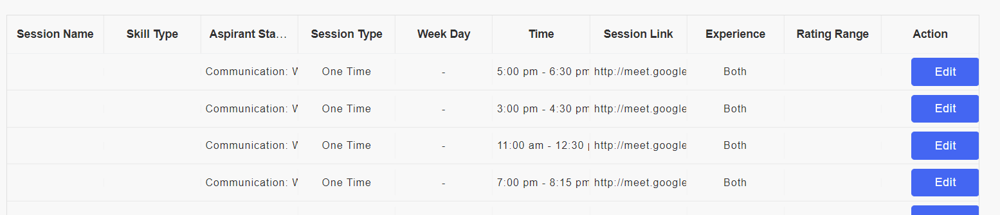 Session Name Skill Type Aspirant Sta... Session Type Week Day Time Session Link Experience Rating Range Action
Communication: W One Time - 5:00 pm - 6:30 pm http://meet.google Both Edit
Communication: W One Time - 3:00 pm - 4:30 pm http://meet.google Both Edit
Communication: W One Time - 11:00 am - 12:30 http://meet.google Both Edit
Communication: W One Time - 7:00 pm - 8:15 pm http://meet.google Both Edit